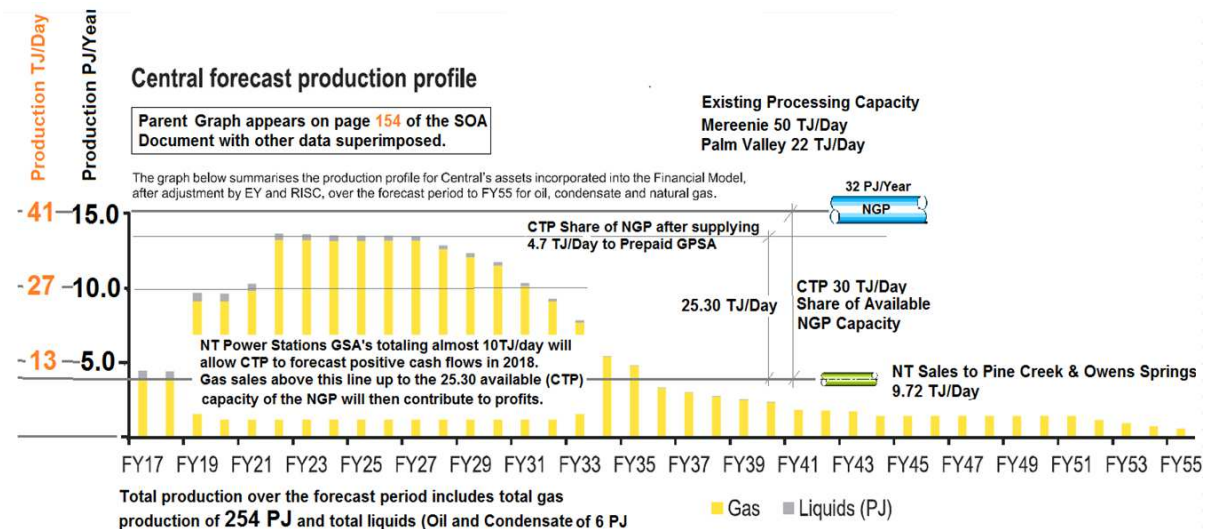 Production TJ/Day
Production PJ/Year
Central forecast production profile
Parent Graph appears on page 154 of the SOA
Document with other data superimposed.
The graph below summarises the production profile for Central's assets incorporated into the Financial Model,
after adjustment by EY and RISC, over the forecast period to FY55 for oil, condensate and natural gas.
Existing Processing Capacity
Mereenie 50 TJ/Day
Palm Valley 22 TJ/Day
32 PJ/Year
NGP
41 15.0
27 10.0
13 5.0
CTP Share of NGP after supplying
4.7 TJ/Day to Prepaid GPSA
25.30 TJ/Day
CTP 30 TJ/Day
Share of Available
NGP Capacity
NT Power Stations GSA's totaling almost 10TJ/day will
allow CTP to forecast positive cash flows in 2018.
Gas sales above this line up to the 25.30 available (CTP)
capacity of the NGP will then contribute to profits.
NT Sales to Pine Creek & Owens Springs
9.72 TJ/Day
FY17 FY19 FY21 FY23 FY25 FY27 FY29 FY31 FY33 FY35 FY37 FY39 FY41 FY43 FY45 FY47 FY49 FY51 FY53 FY55
Total production over the forecast period includes total gas
production of 254 PJ and total liquids (Oil and Condensate of 6 PJ
Gas Liquids (PJ)